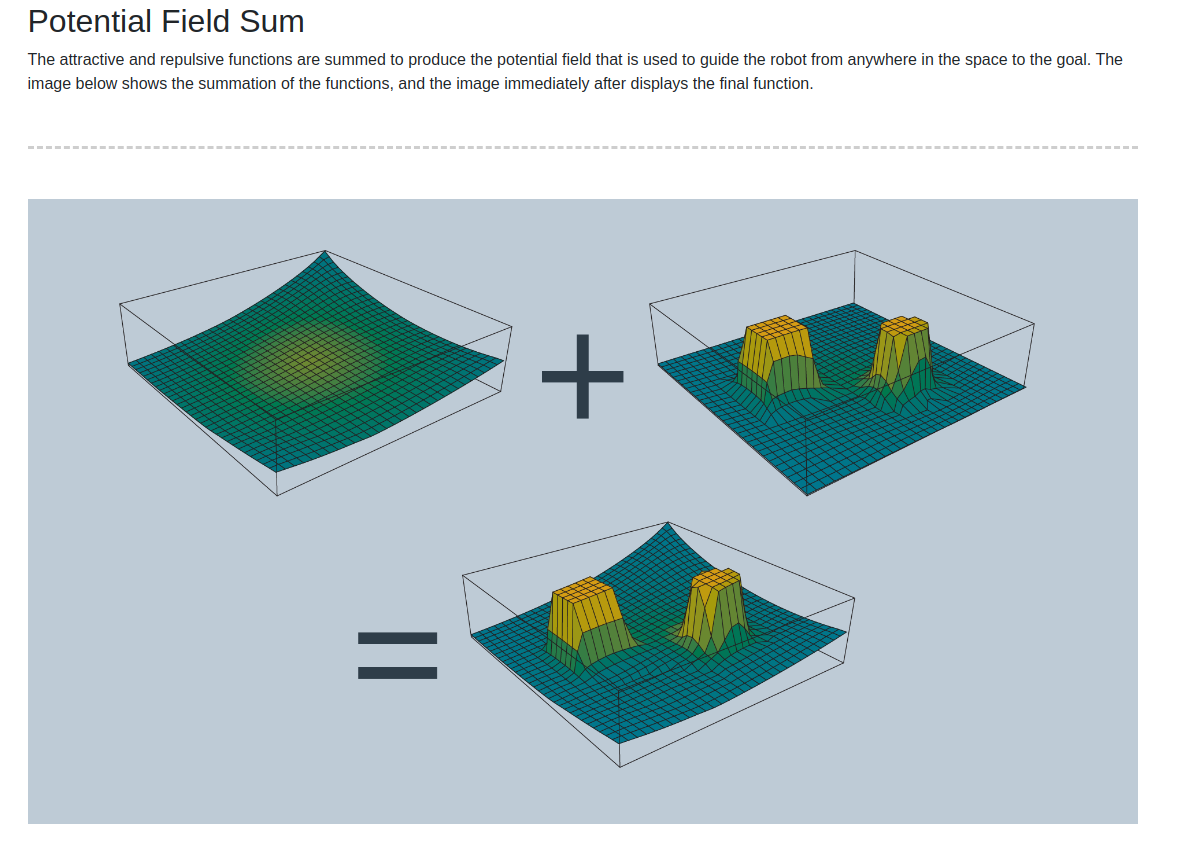 Potential Field Sum
The attractive and repulsive functions are summed to produce the potential field that is used to guide the robot from anywhere in the space to the goal. The
image below shows the summation of the functions, and the image immediately after displays the final function.
+
=